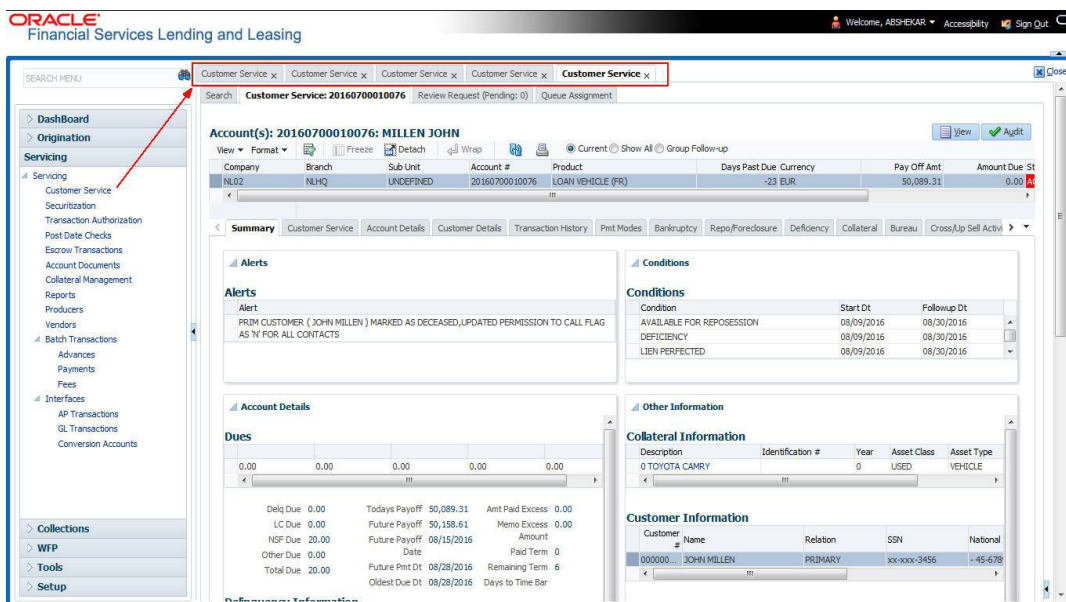 ORACLE
Financial Services Lending and Leasing
Welcome, ABSHEKAR Accessibility Sign Out
SEARCH MENU
Customer Service x Customer Service x Customer Service x Customer Service x Customer Service x
Close
Search Customer Service: 20160700010076 Review Request (Pending: 0) Queue Assignment
DashBoard
Origination
Servicing
Servicing
Customer Service
Securitization
Transaction Authorization
Post Date Checks
Escrow Transactions
Account Documents
Collateral Management
Reports
Producers
Vendors
Batch Transactions
Advances
Payments
Fees
Interfaces
AP Transactions
GL Transactions
Conversion Accounts
Collections
WFP
Tools
Setup
Account(s): 20160700010076: MILLEN JOHN
View Audit
View Format Freeze Detach Wrap Current Show All Group Follow-up
Company Branch Sub Unit Account # Product Days Past Due Currency Pay Off Amt Amount Due St
NL02 NLHQ UNDEFINED 20160700010076 LOAN VEHICLE (FR) -23 EUR 50,089.31 0.00
Summary Customer Service Account Details Customer Details Transaction History Pmt Modes Bankruptcy Repo/Foreclosure Deficiency Collateral Bureau Cross/Up Sell Activi
Alerts
Alerts
Alert
PRIM CUSTOMER ( JOHN MILLEN ) MARKED AS DECEASED,UPDATED PERMISSION TO CALL FLAG
AS 'N' FOR ALL CONTACTS
Conditions
Conditions
Condition Start Dt Followup Dt
AVAILABLE FOR REPOSESSION 08/09/2016 08/30/2016
DEFICIENCY 08/09/2016 08/30/2016
LIEN PERFECTED 08/09/2016 08/30/2016
Account Details
Dues
0.00 0.00 0.00 0.00 0.00
Delq Due 0.00 Todays Payoff 50,089.31 Amt Paid Excess 0.00
LC Due 0.00 Future Payoff 50,158.61 Memo Excess 0.00
Amount
NSF Due 20.00 Future Payoff 08/15/2016
Date
Other Due 0.00 Paid Term 0
Total Due 20.00 Future Pmt Dt 08/28/2016 Remaining Term 6
Oldest Due Dt 08/28/2016 Days to Time Bar
Delinquency Information
Other Information
Collateral Information
Description Identification # Year Asset Class Asset Type
0 TOYOTA CAMRY 0 USED VEHICLE
Customer Information
Customer # Name Relation SSN National
000000... JOHN MILLEN PRIMARY xx-xxx-3456 - 45-678